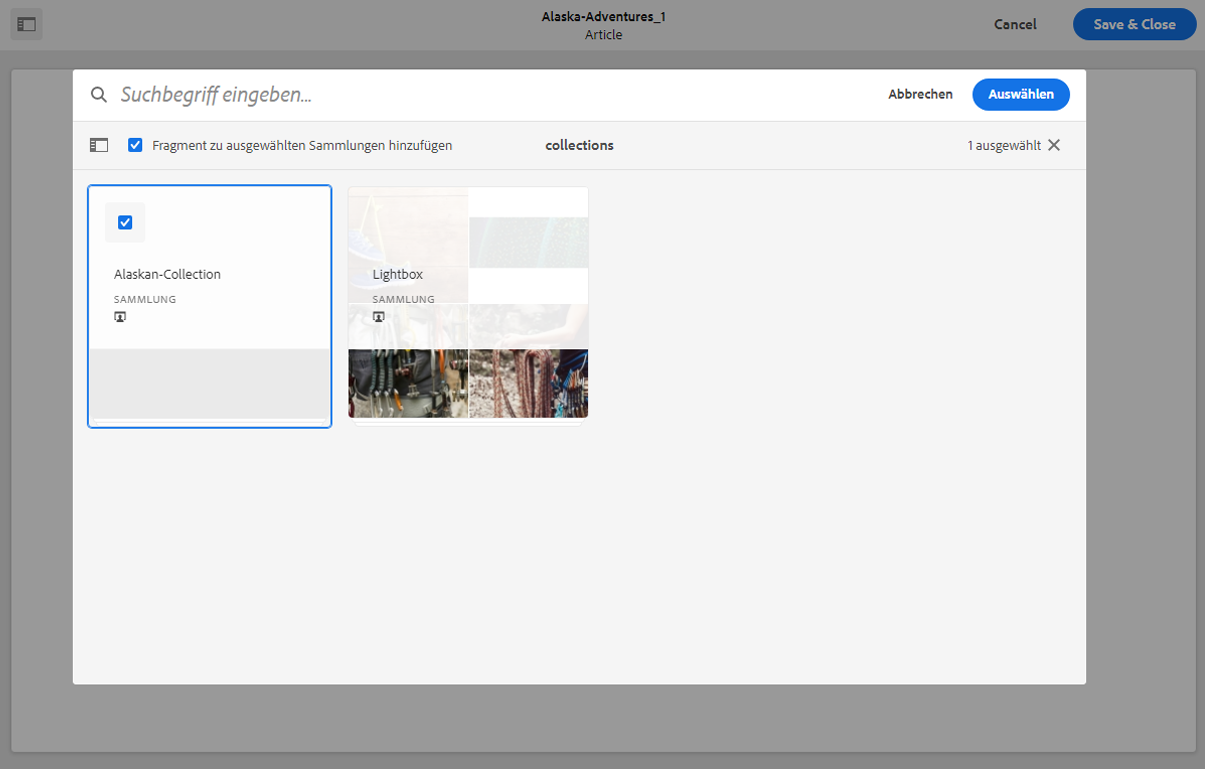 Alaska-Adventures_1
Article
Cancel
Save & Close
Suchbegriff eingeben...
Abbrechen
Auswählen
Fragment zu ausgewählten Sammlungen hinzufügen
collections
1 ausgewählt
Alaskan-Collection
SAMMLUNG
Lightbox
SAMMLUNG